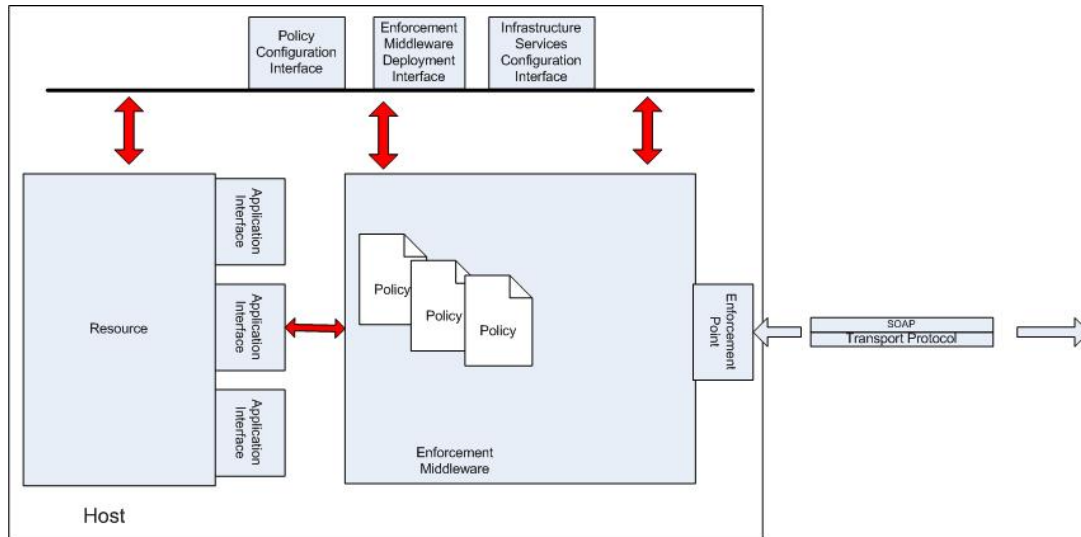 Policy
Configuration
Interface
Enforcement
Middleware
Deployment
Interface
Infrastructure
Services
Configuration
Interface
Application
Interface
Application
Interface
Application
Interface
Resource
Policy
Policy
Policy
Enforcement
Middleware
Enforcement
Point
SOAP
Transport Protocol
Host